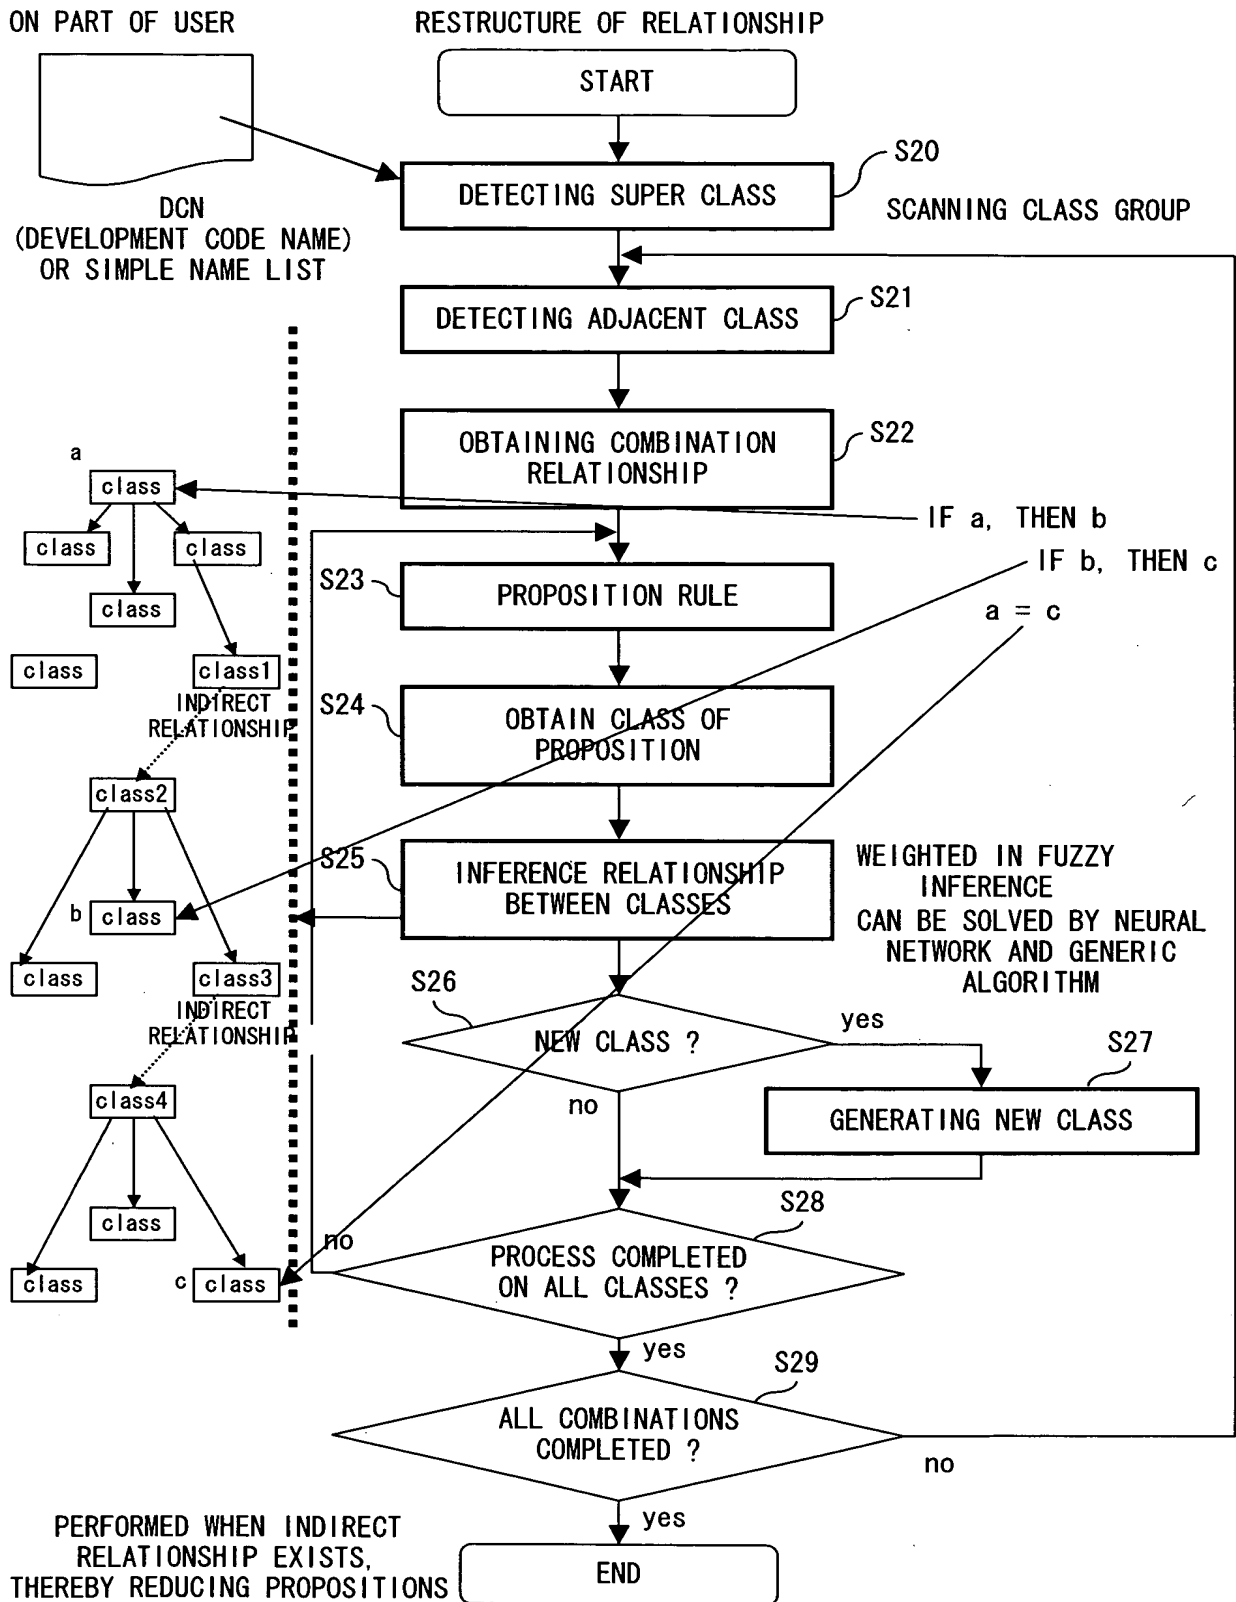 ON PART OF USER
RESTRUCTURE OF RELATIONSHIP
START
S20
DETECTING SUPER CLASS
DCN
(DEVELOPMENT CODE NAME)
OR SIMPLE NAME LIST
SCANNING CLASS GROUP
S21
DETECTING ADJACENT CLASS
S22
OBTAINING COMBINATION
RELATIONSHIP
a
class
class
class
class
class
class1
INDIRECT
RELATIONSHIP
class2
b
class
class
class3
INDIRECT
RELATIONSHIP
class4
class
class
c
class
IF a, THEN b
IF b, THEN c
a = c
S23
PROPOSITION RULE
S24
OBTAIN CLASS OF
PROPOSITION
S25
INFERENCE RELATIONSHIP
BETWEEN CLASSES
WEIGHTED IN FUZZY
INFERENCE
CAN BE SOLVED BY NEURAL
NETWORK AND GENERIC
ALGORITHM
S26
NEW CLASS ?
yes
no
S27
GENERATING NEW CLASS
S28
no
PROCESS COMPLETED
ON ALL CLASSES ?
yes
S29
ALL COMBINATIONS
COMPLETED ?
no
yes
PERFORMED WHEN INDIRECT
RELATIONSHIP EXISTS,
THEREBY REDUCING PROPOSITIONS
END